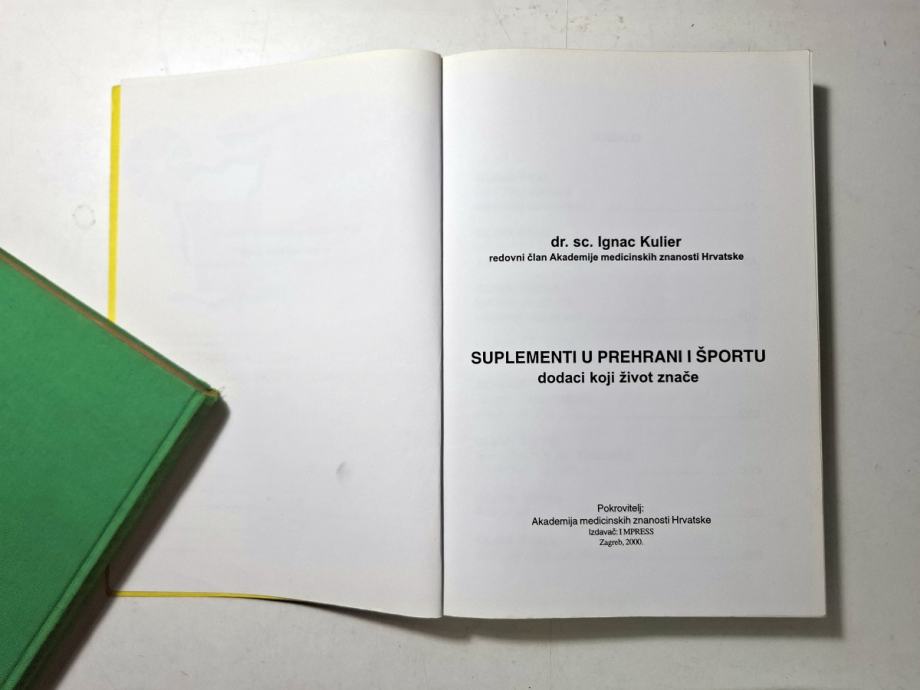 dr. sc. Ignac Kulier
redovni član Akademije medicinskih znanosti Hrvatske
SUPLEMENTI U PREHRANI I ŠPORTU
dodaci koji život znače
Pokrovitelj:
Akademija medicinskih znanosti Hrvatske
Izdavač: I MPRESS
Zagreb, 2000.